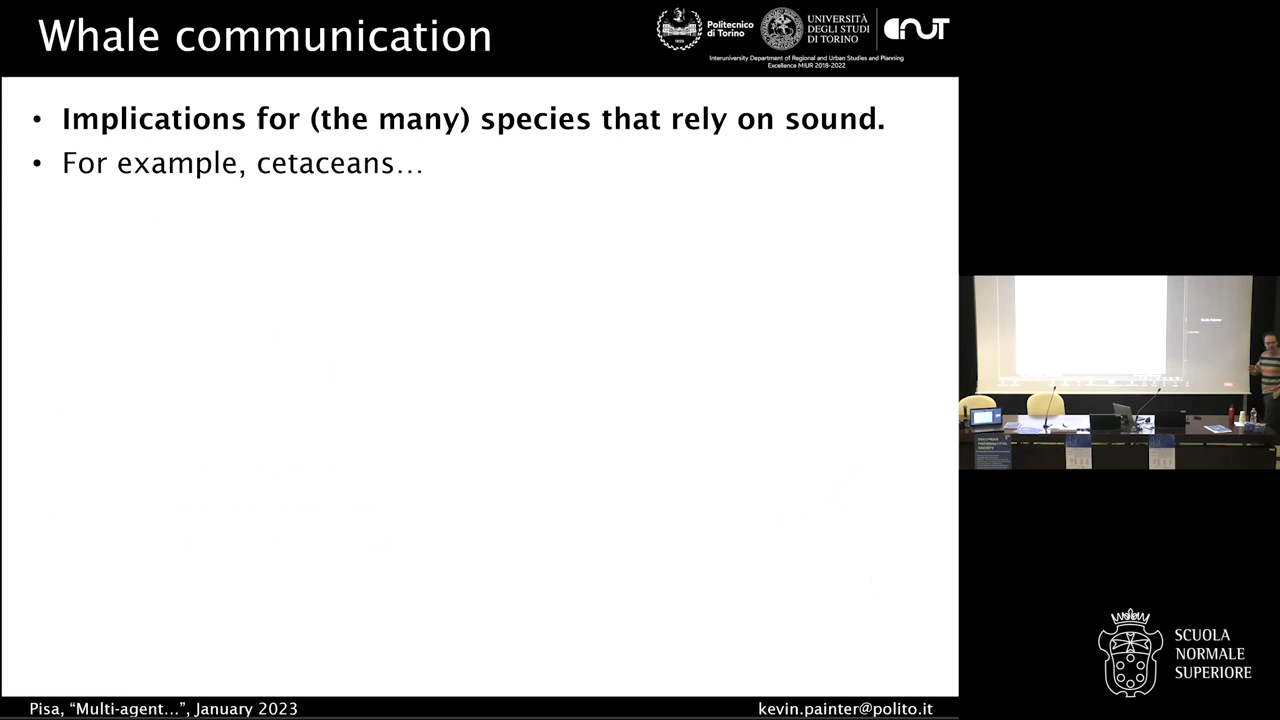 Whale communication
Politecnico
di Torino
UNIVERSITÀ
DEGLI STUDI
DI TORINO
Interuniversity Department of Regional and Urban Studies and Planning
Excellence MIUR 2018-2022
• Implications for (the many) species that rely on sound.
• For example, cetaceans…
SCUOLA
NORMALE
SUPERIORE
Pisa, “Multi-agent…”, January 2023
kevin.painter@polito.it